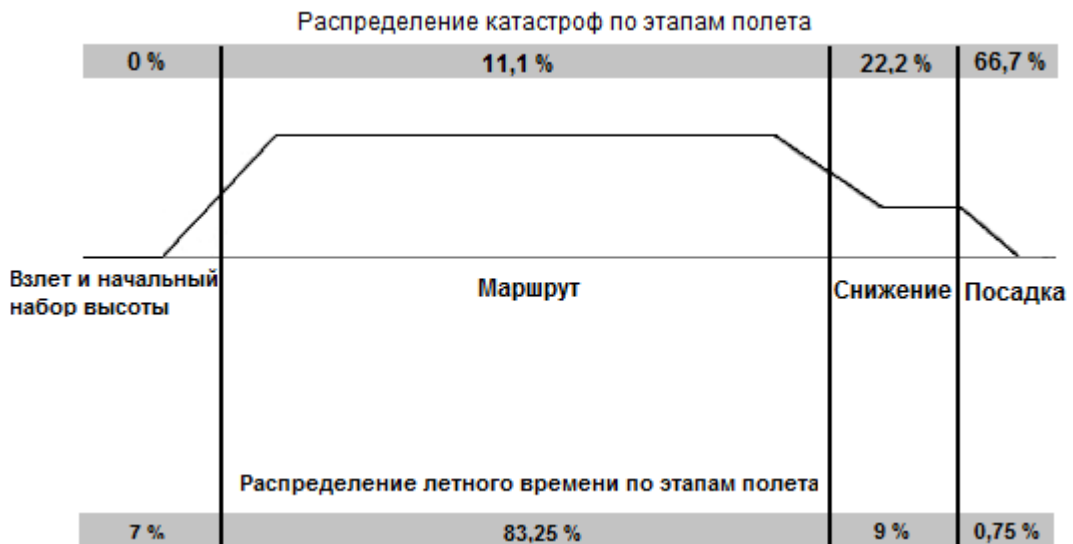 Распределение катастроф по этапам полета
0 % 11,1 % 22,2 % 66,7 %
Взлет и начальный
набор высоты
Маршрут
Снижение
Посадка
Распределение летного времени по этапам полета
7 % 83,25 % 9 % 0,75 %